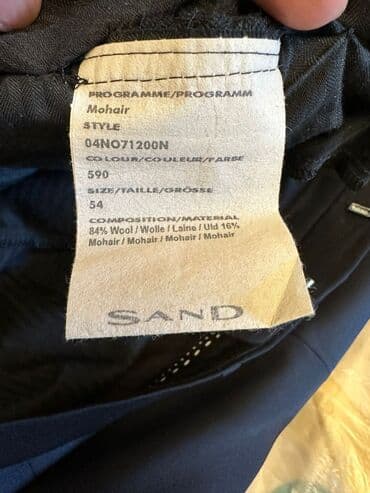 PROGRAMME/PROGRAMM
Mohair
STYLE
04NO71200N
COLOUR/COULEUR/FARBE
590
SIZE/TAILLE/GRÖSSE
54
COMPOSITION/MATERIAL
84% Wool / Wolle / Laine / Uld 16%
Mohair / Mohair / Mohair / Mohair
SAND